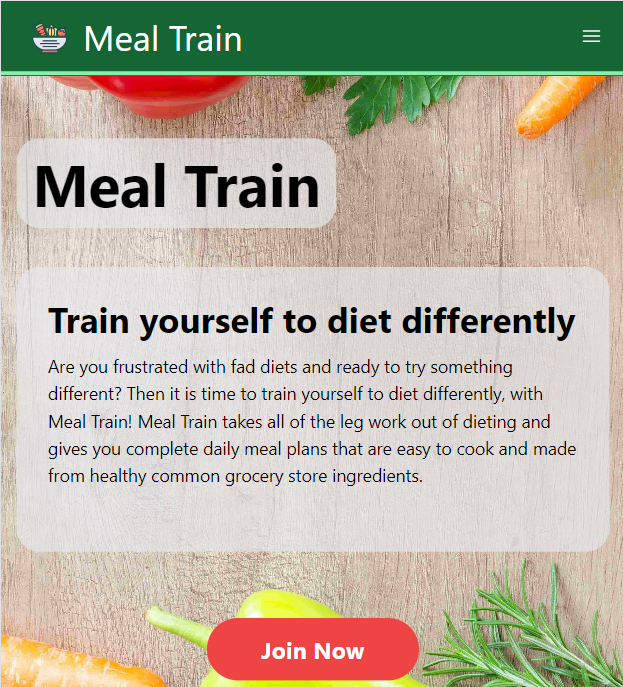 Meal Train
Meal Train
Train yourself to diet differently
Are you frustrated with fad diets and ready to try something
different? Then it is time to train yourself to diet differently, with
Meal Train! Meal Train takes all of the leg work out of dieting and
gives you complete daily meal plans that are easy to cook and made
from healthy common grocery store ingredients.
Join Now